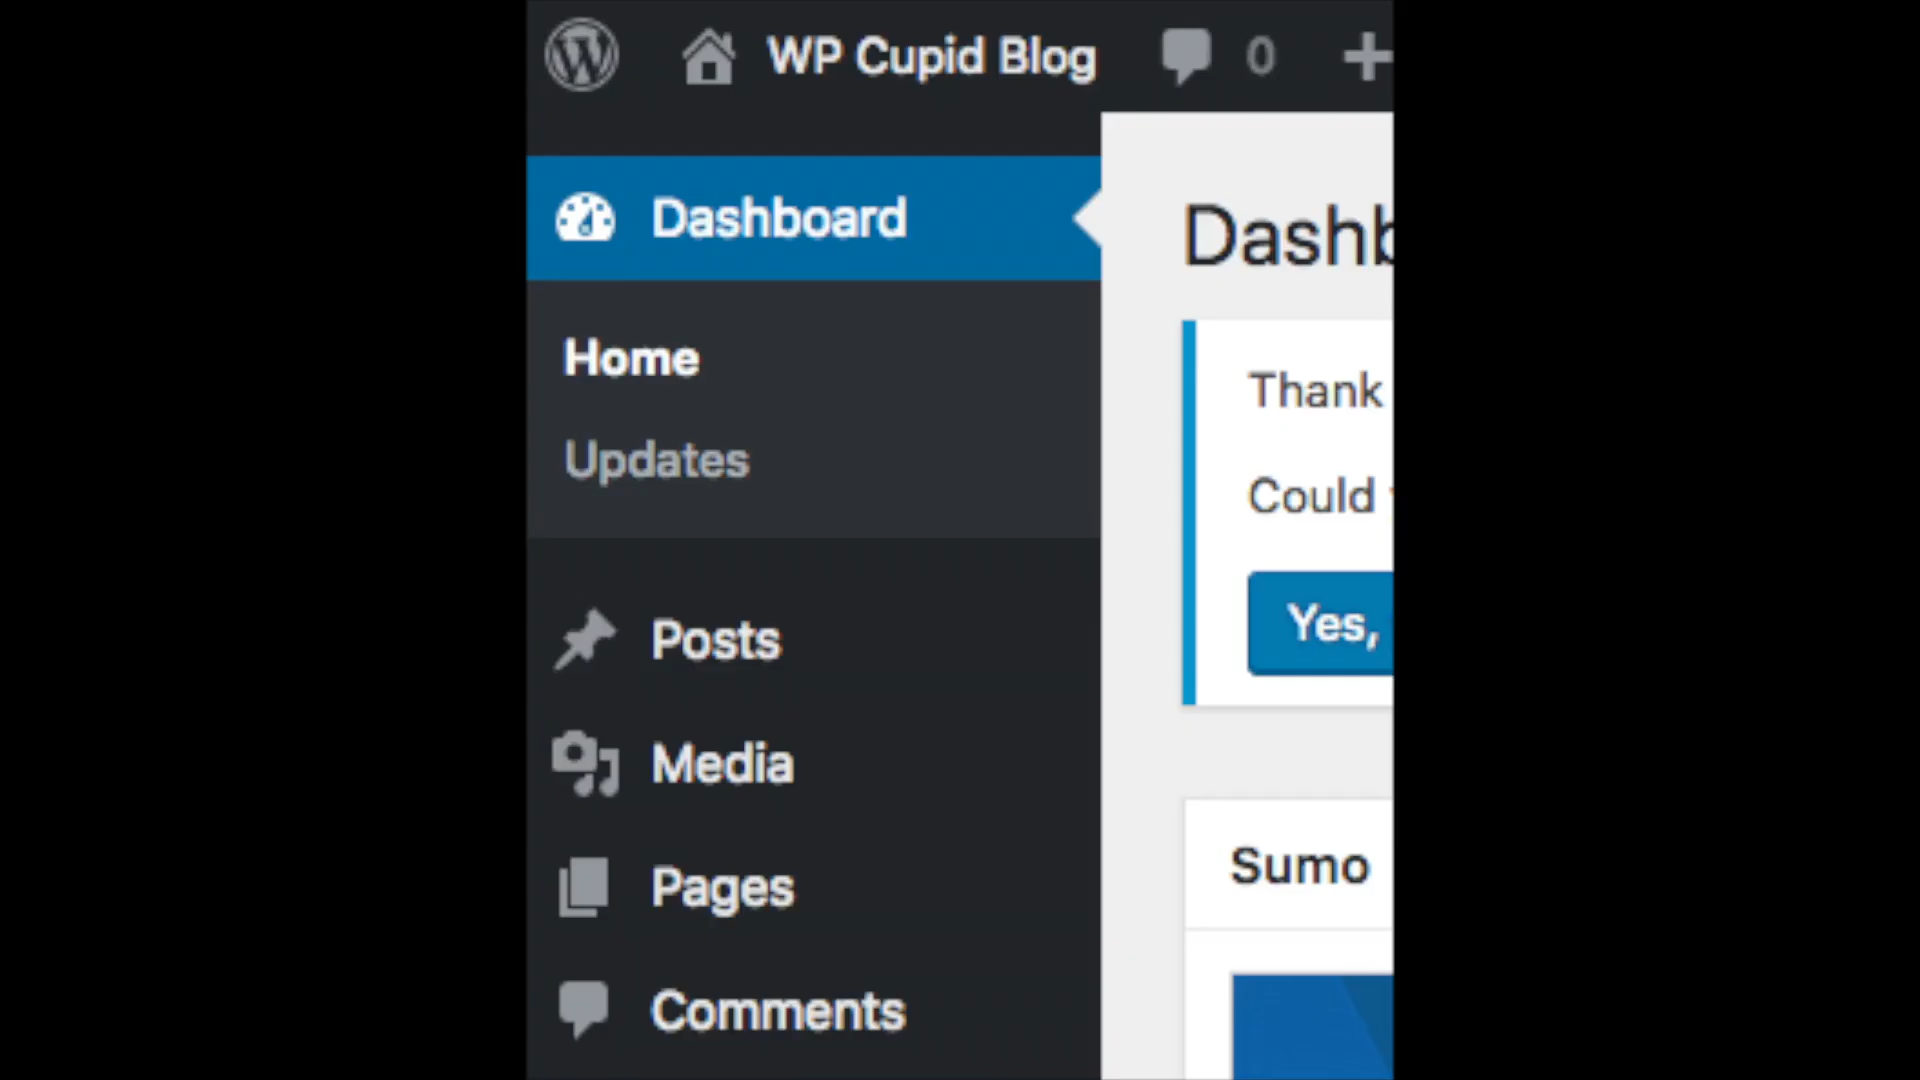 WP Cupid Blog 0
Dashboard
Home
Updates
Posts
Media
Pages
Comments
Dashb
Thank
Could
Yes,
Sumo